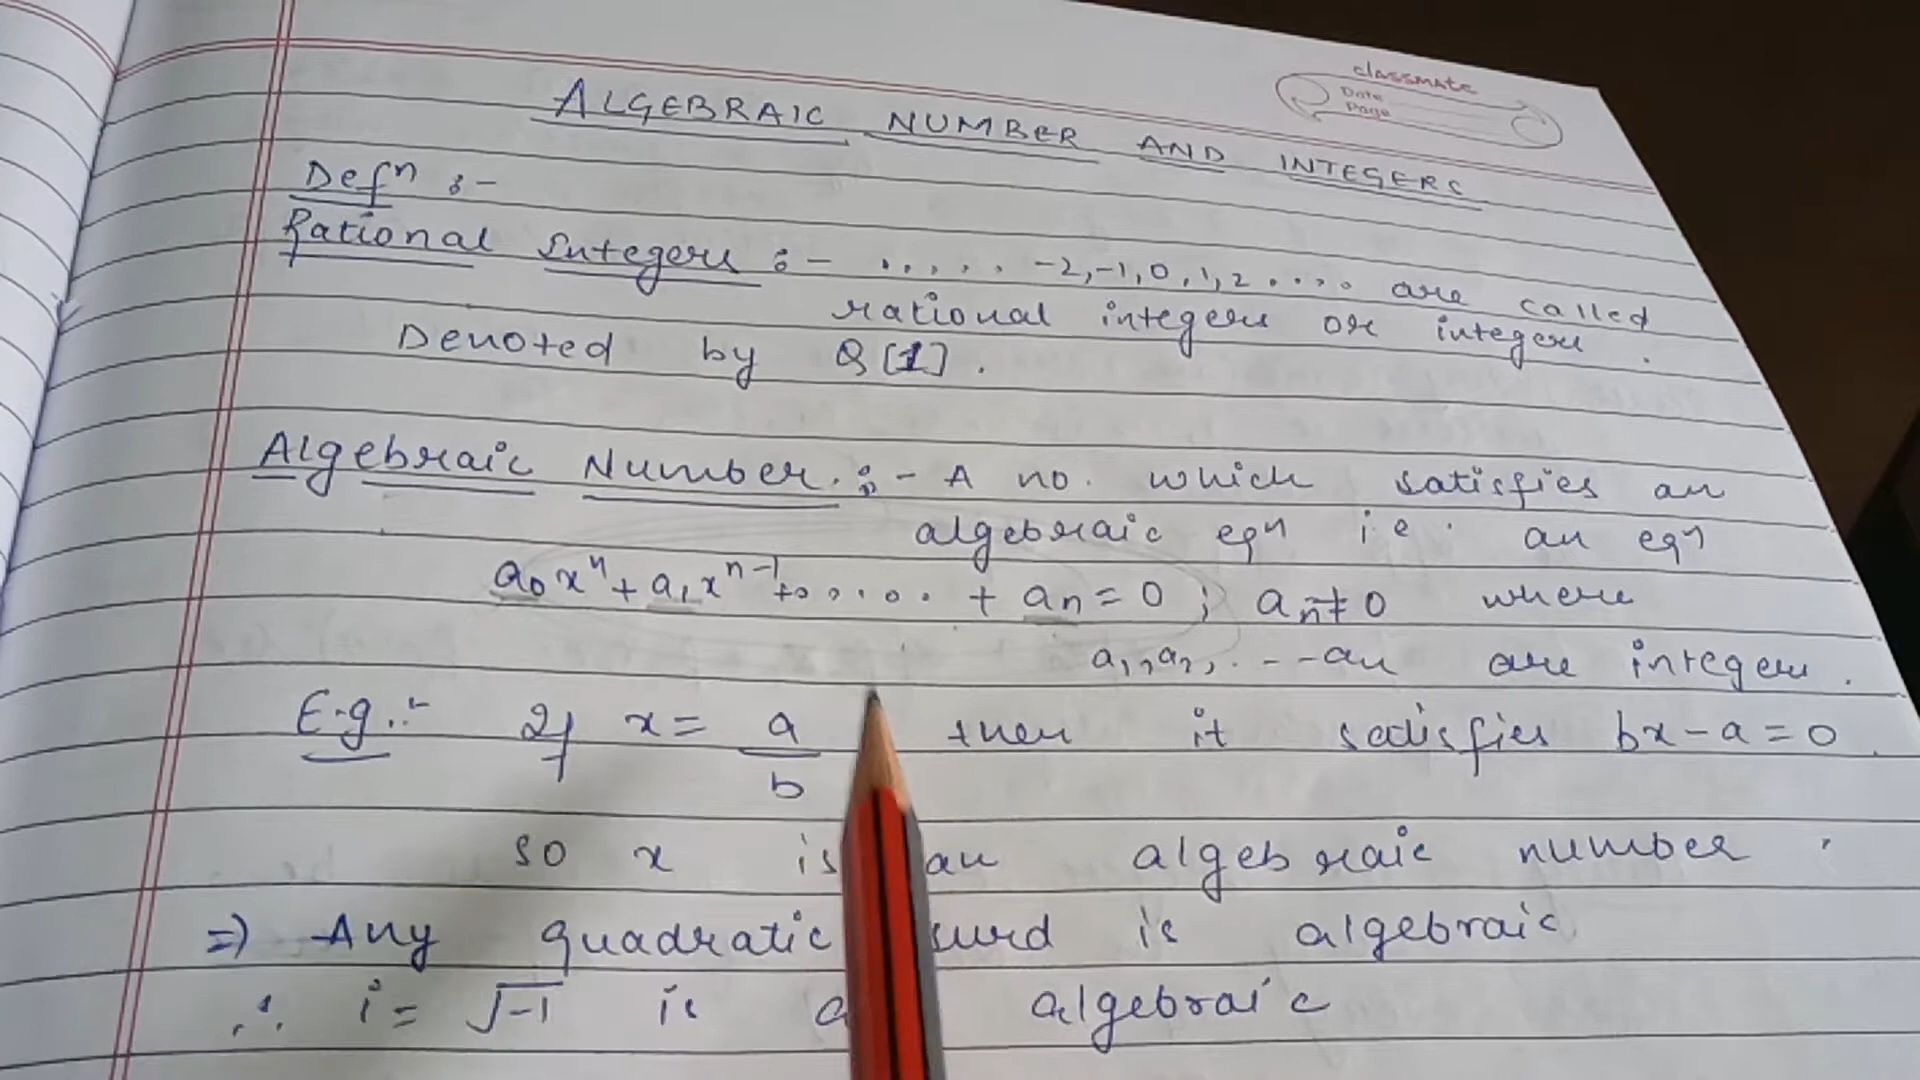 classmate
Date
Page
ALGEBRAIC NUMBER AND INTEGERS
Defⁿ :-
Rational Integers :- ..... -2,-1,0,1,2.... are called
rational integers or integers.
Denoted by Q[1].
Algebraic Number :- A no. which satisfies an
algebraic eqⁿ i.e. an eqⁿ
a₀xⁿ + a₁xⁿ⁻¹ +...... + aₙ = 0 ; aₙ ≠ 0 where
a₁, a₂, ... aₙ are integers.
E.g.:- If x = a/b then it satisfies bx - a = 0.
so x is an algebraic number.
⇒ Any quadratic surd is algebraic
∴ i = √-1 is algebraic